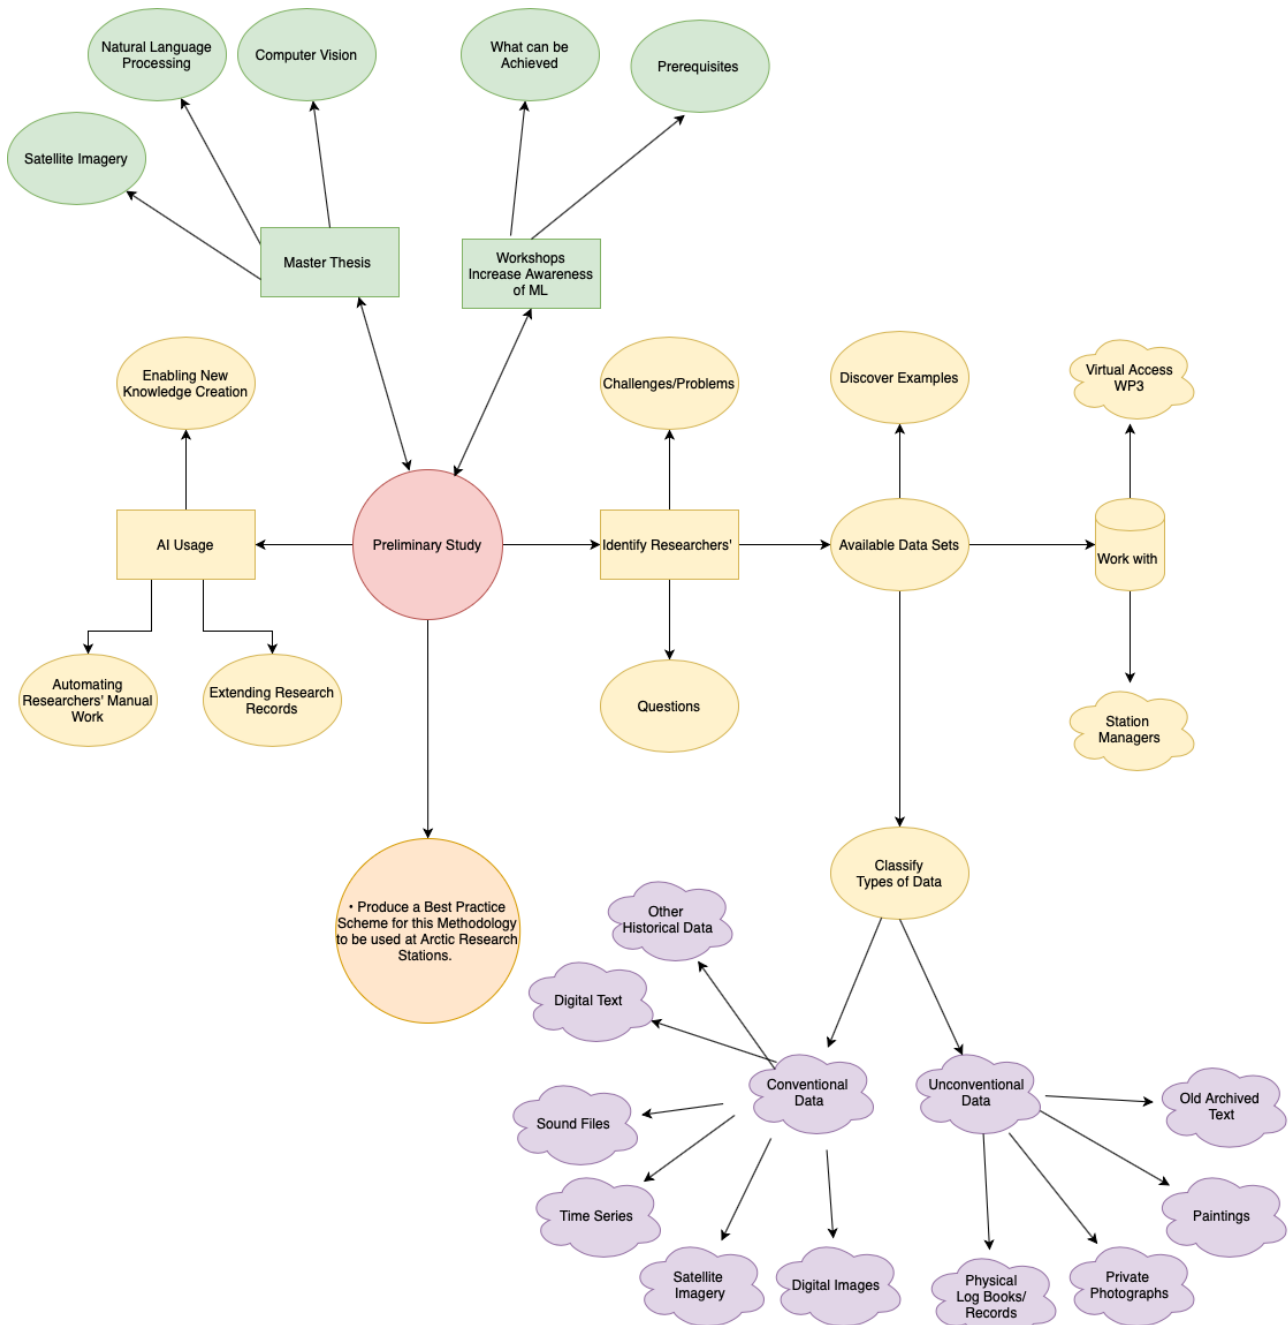 Natural Language
Processing
Computer Vision
What can be
Achieved
Prerequisites
Satellite Imagery
Master Thesis
Workshops
Increase Awareness
of ML
Enabling New
Knowledge Creation
Challenges/Problems
Discover Examples
Virtual Access
WP3
AI Usage
Preliminary Study
Identify Researchers'
Available Data Sets
Work with
Automating
Researchers' Manual
Work
Extending Research
Records
Questions
Station
Managers
Classify
Types of Data
• Produce a Best Practice
Scheme for this Methodology
to be used at Arctic Research
Stations.
Other
Historical Data
Digital Text
Conventional
Data
Unconventional
Data
Old Archived
Text
Sound Files
Time Series
Paintings
Satellite
Imagery
Digital Images
Physical
Log Books/
Records
Private
Photographs